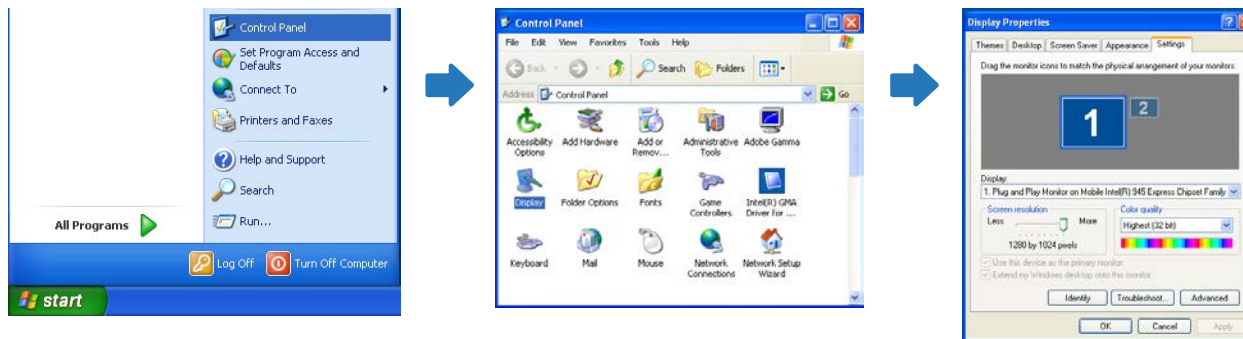 Control Panel
Set Program Access and
Defaults
Connect To
Printers and Faxes
Help and Support
Search
Run...
All Programs
Log Off
Turn Off Computer
start
Control Panel
File Edit View Favorites Tools Help
Back
Search
Folders
Address
Control Panel
Go
Accessibility
Options
Add Hardware
Add or
Remov...
Administrative
Tools
Adobe Gamma
Display
Folder Options
Fonts
Game
Controllers
Intel(R) GMA
Driver for ...
Keyboard
Mail
Mouse
Network
Connections
Network Setup
Wizard
Display Properties
Themes Desktop Screen Saver Appearance Settings
Drag the monitor icons to match the physical arrangement of your monitors.
1
2
Display:
1. Plug and Play Monitor on Mobile Intel(R) 945 Express Chipset Family
Screen resolution
Less
More
1280 by 1024 pixels
Color quality
Highest (32 bit)
Use this device as the primary monitor.
Extend my Windows desktop onto this monitor.
Identify
Troubleshoot...
Advanced
OK
Cancel
Apply